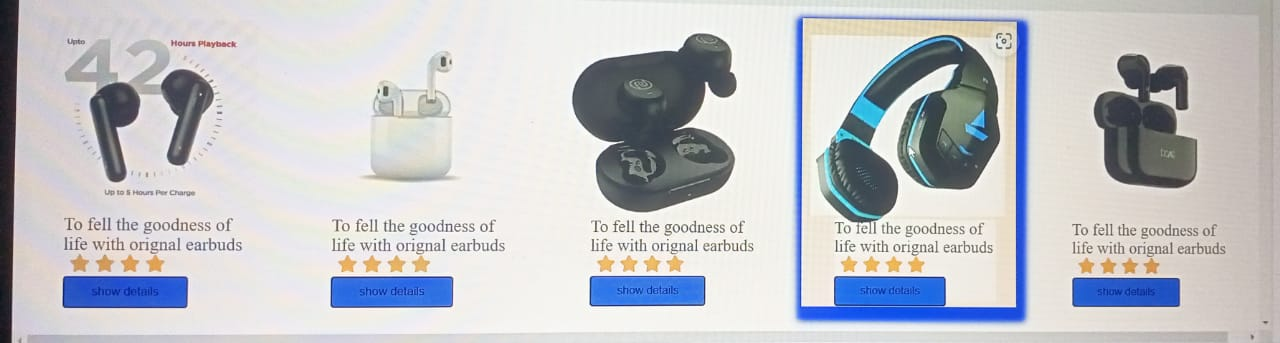 Upto
42
Hours Playback
Up to 5 Hours Per Charge
To fell the goodness of
life with orignal earbuds
show details
To fell the goodness of
life with orignal earbuds
show details
To fell the goodness of
life with orignal earbuds
show details
To fell the goodness of
life with orignal earbuds
show details
To fell the goodness of
life with orignal earbuds
show details